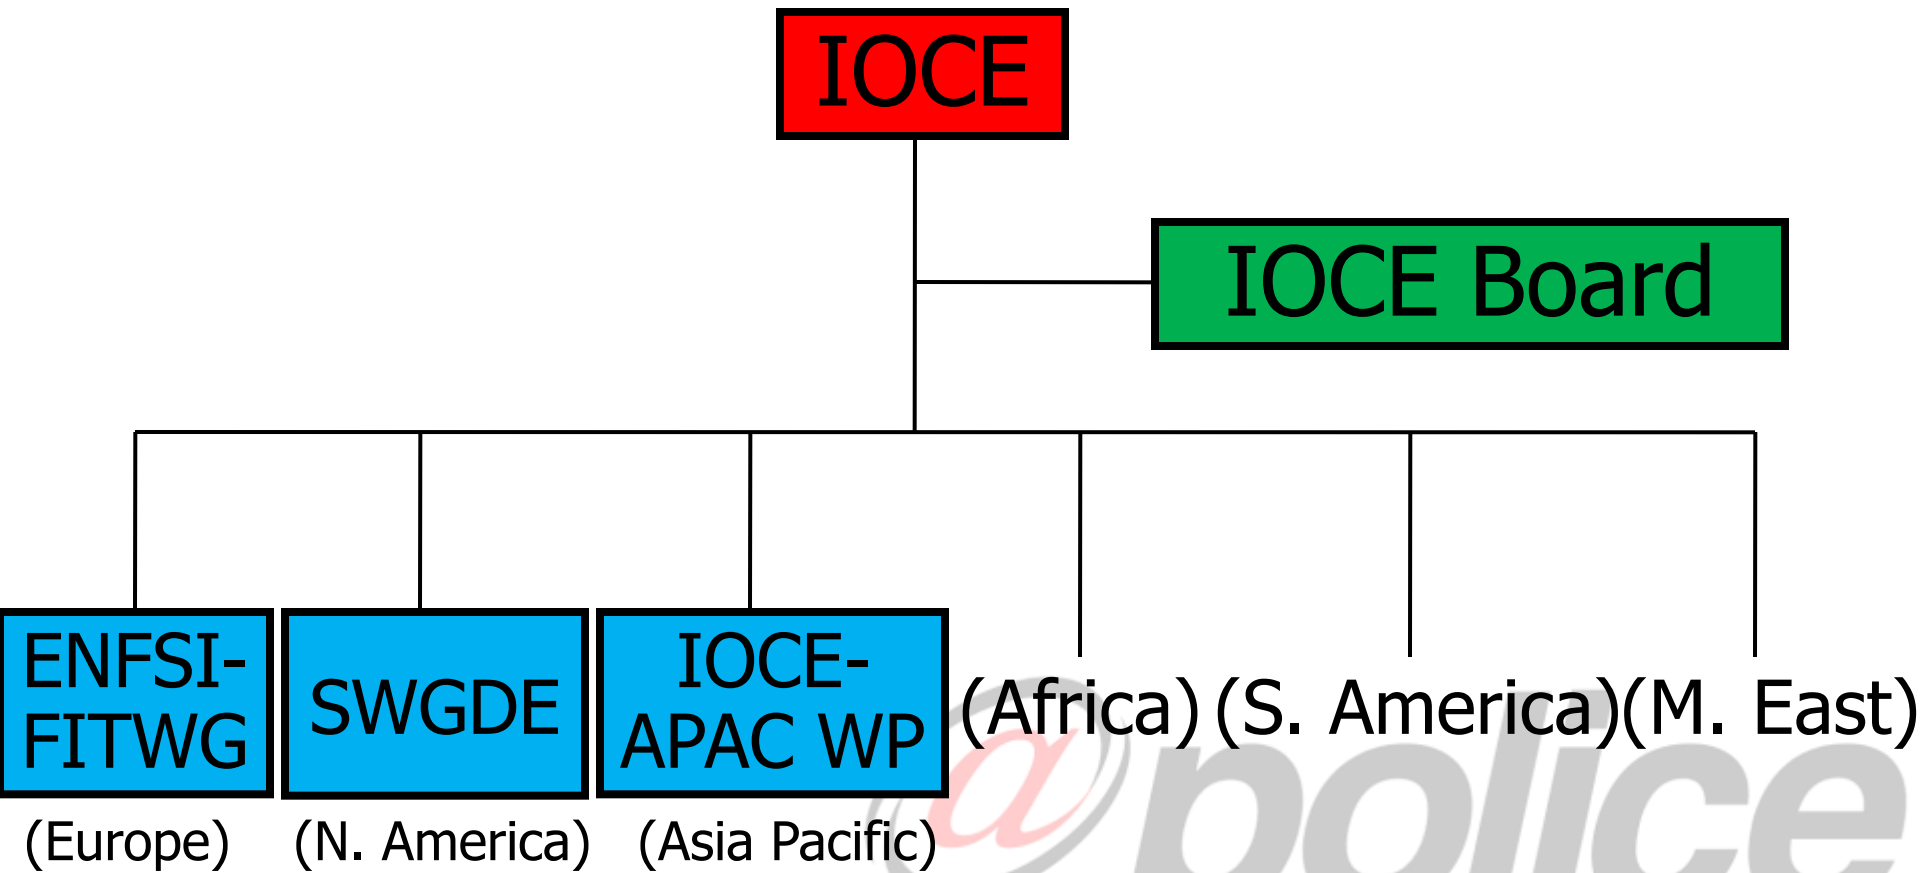 IOCE
IOCE Board
ENFSI-
FITWG
SWGDE
IOCE-
APAC WP
(Africa)
(S. America)
(M. East)
(Europe)
(N. America)
(Asia Pacific)
@police